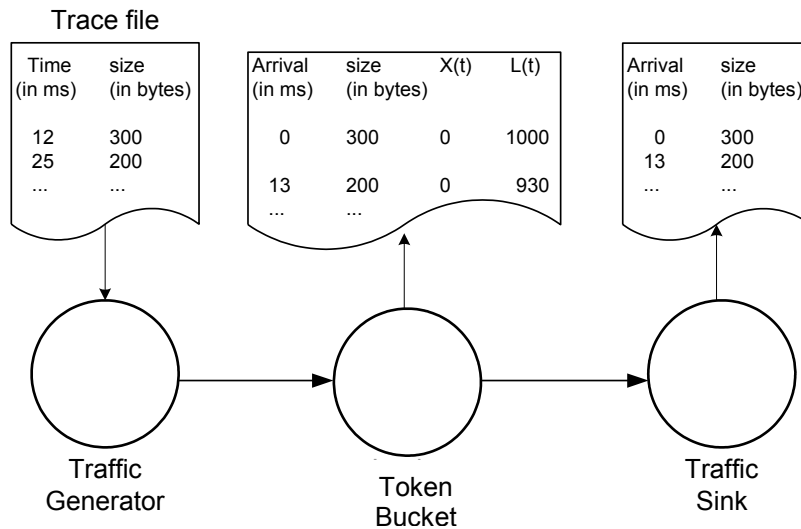 Trace file
Time size
(in ms) (in bytes)
12 300
25 200
... ...
Arrival size X(t) L(t)
(in ms) (in bytes)
0 300 0 1000
13 200 0 930
... ...
Arrival size
(in ms) (in bytes)
0 300
13 200
... ...
Traffic
Generator
Token
Bucket
Traffic
Sink